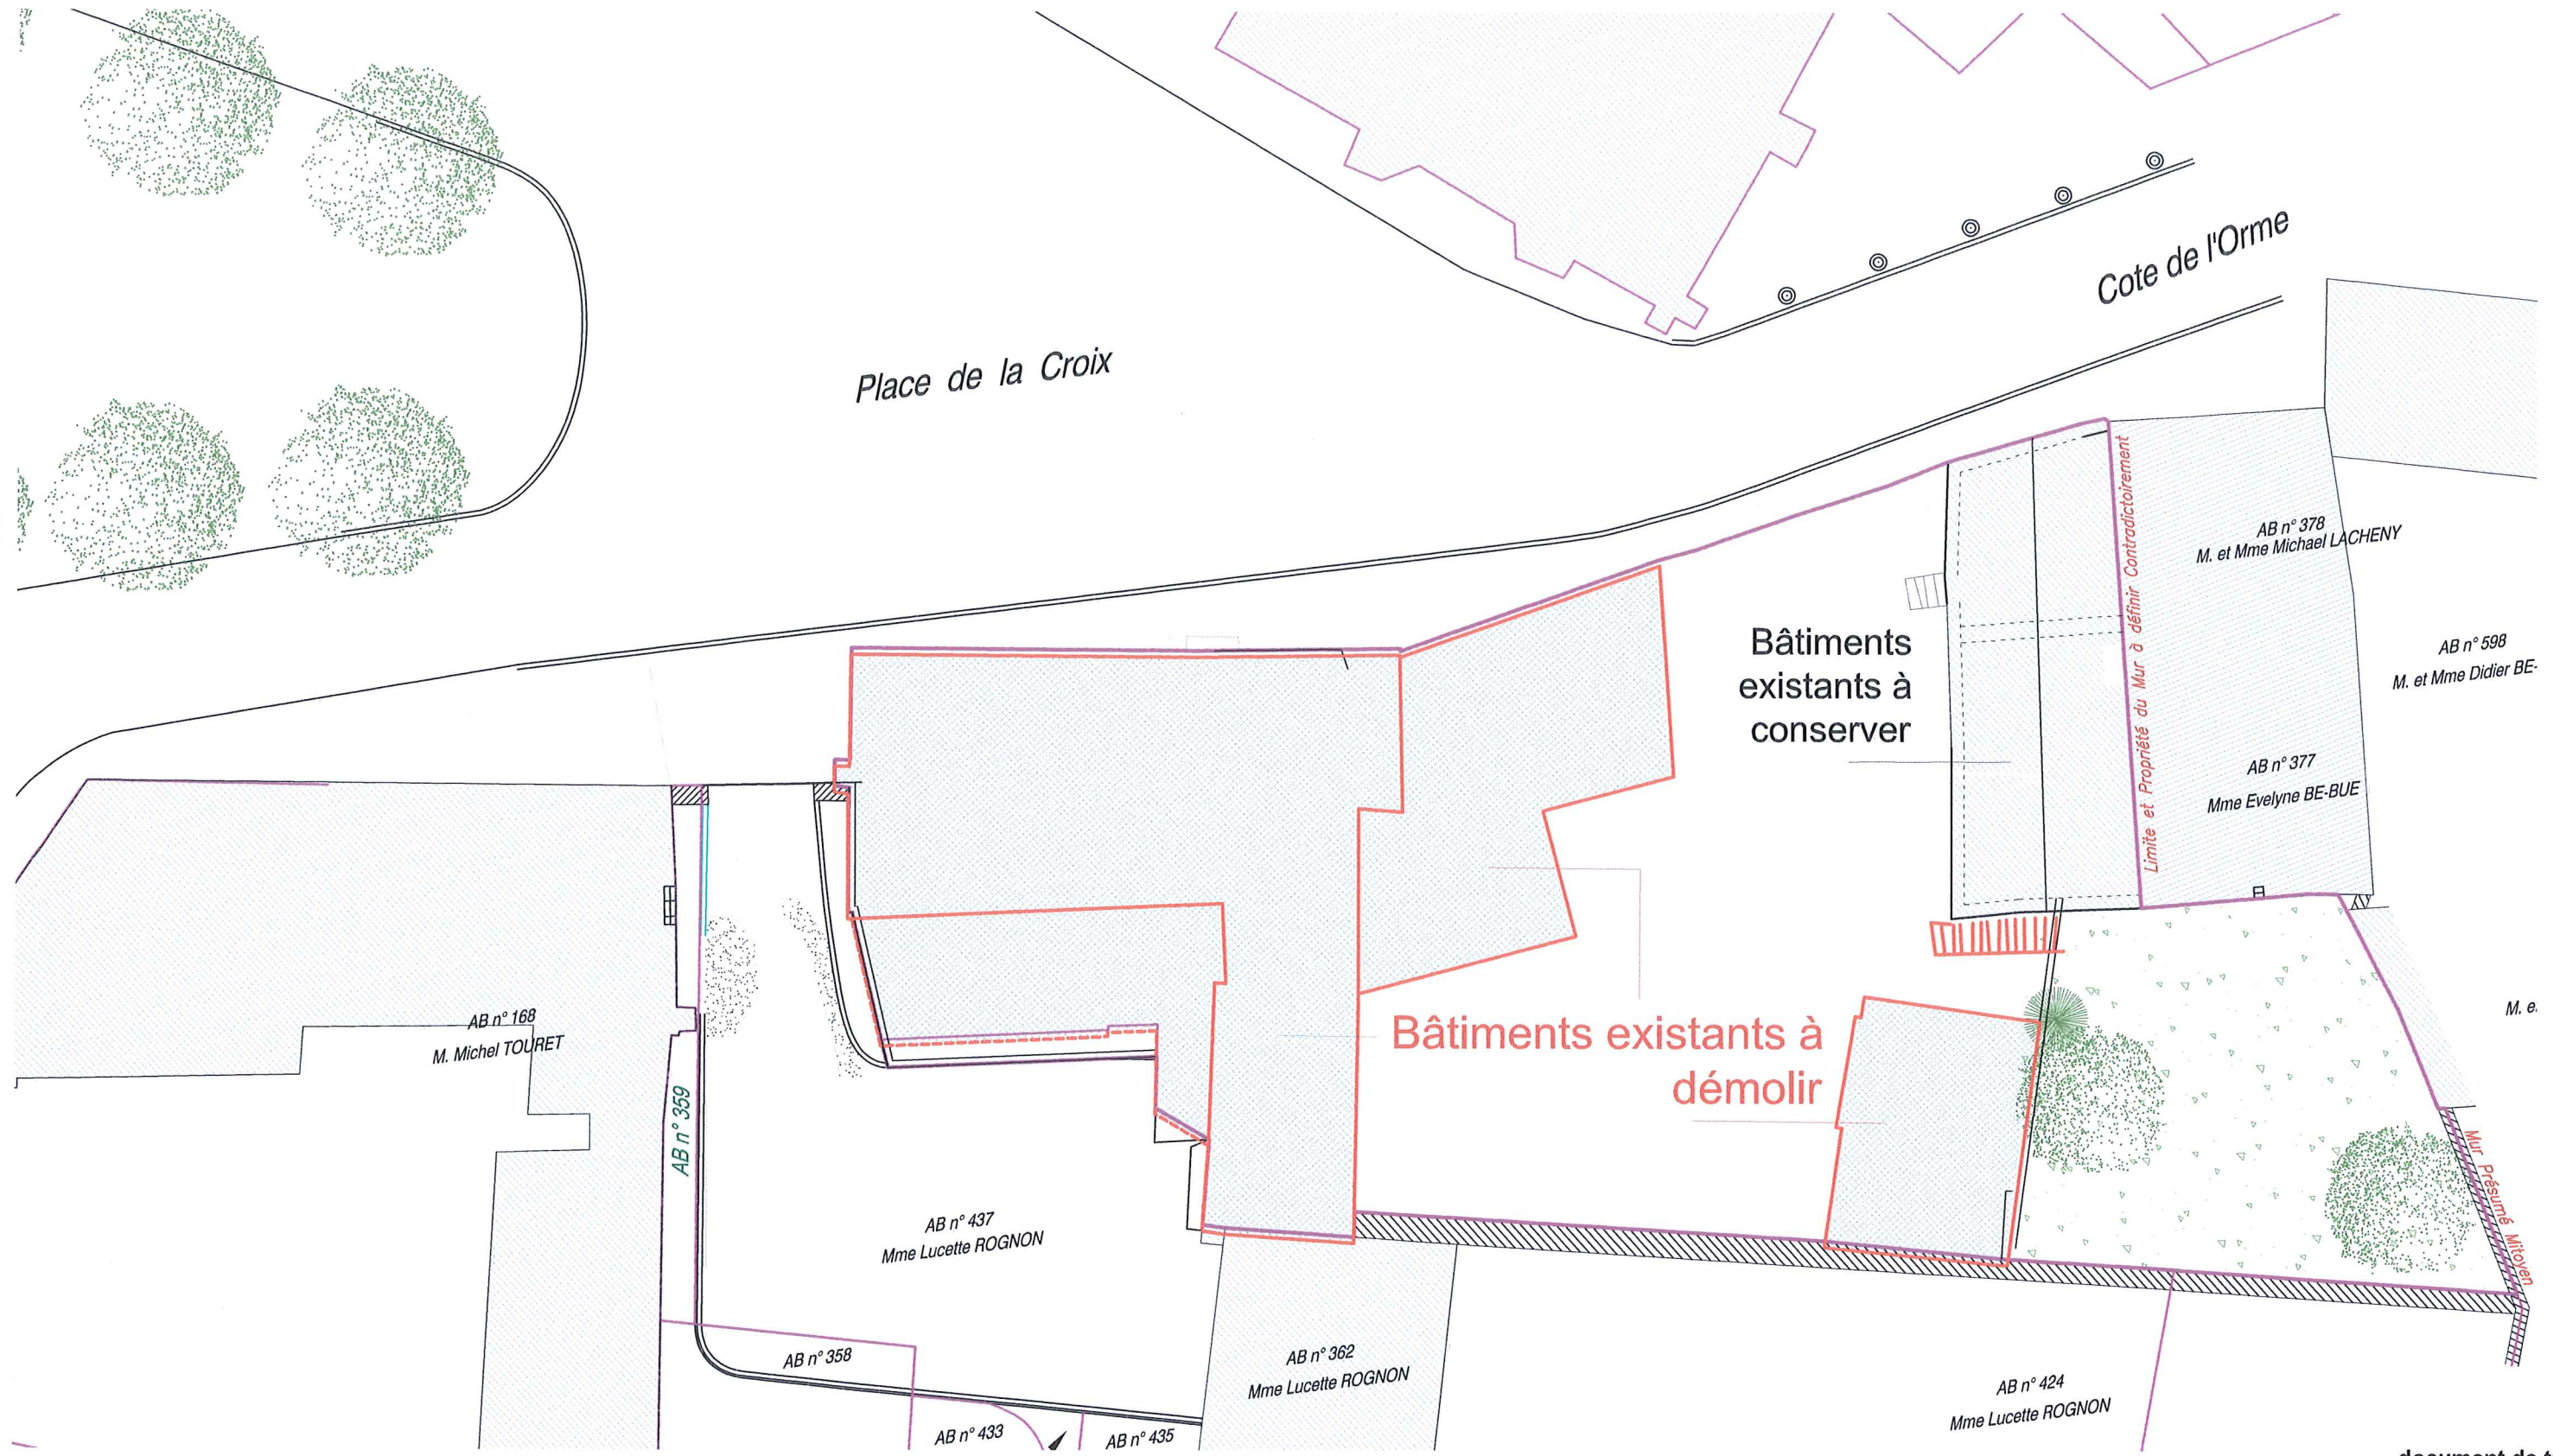 Place de la Croix
Cote de l'Orme
AB n° 378
M. et Mme Michael LACHENY
Limite et Propriété du Mur à définir Contradictoirement
AB n° 598
M. et Mme Didier BE-
Bâtiments
existants à
conserver
AB n° 377
Mme Evelyne BE-BUE
AB n° 168
M. Michel TOURET
M. e
Bâtiments existants à
démolir
AB n° 359
Mur Présumé Mitoyen
AB n° 437
Mme Lucette ROGNON
AB n° 358
AB n° 362
Mme Lucette ROGNON
AB n° 424
Mme Lucette ROGNON
AB n° 433
AB n° 435